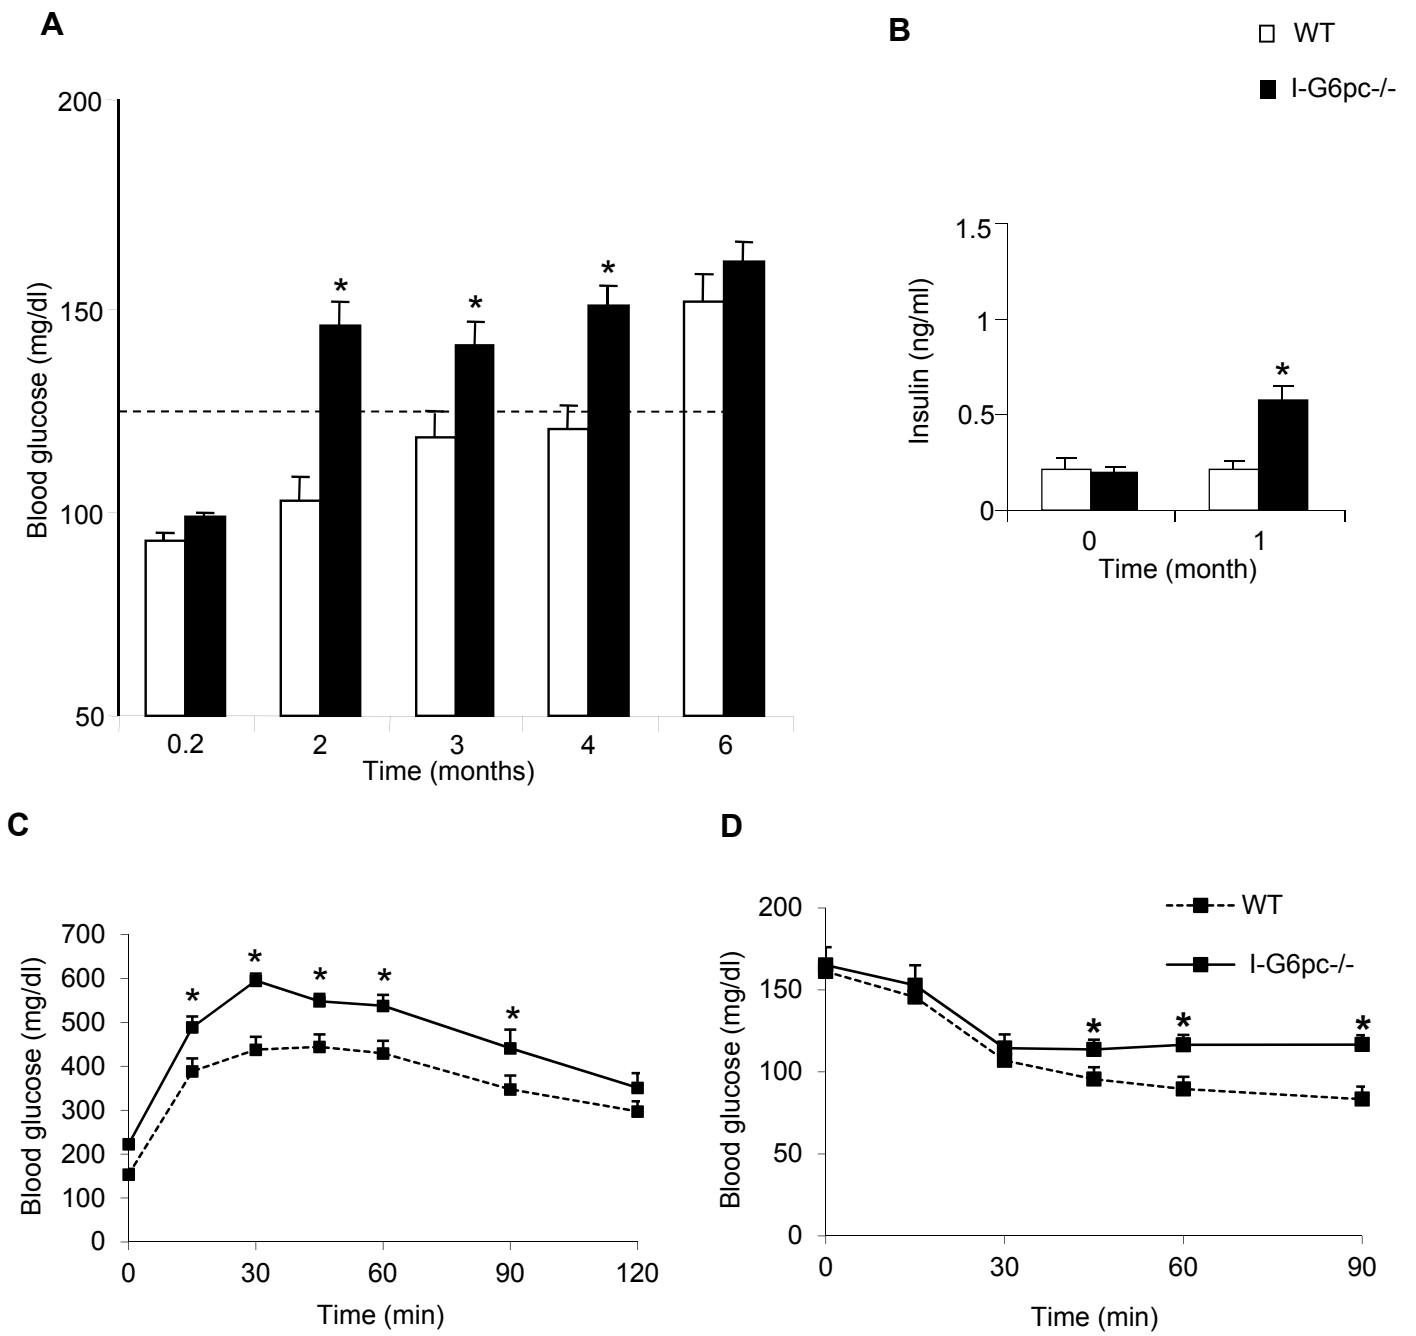 A
B
WT
I-G6pc-/-
200
150
100
50
Blood glucose (mg/dl)
*
*
*
0.2 2 3 4 6
Time (months)
1.5
1
0.5
0
Insulin (ng/ml)
*
0 1
Time (month)
C
700
600
500
400
300
200
100
0
Blood glucose (mg/dl)
* * * * *
0 30 60 90 120
Time (min)
D
WT
I-G6pc-/-
200
150
100
50
0
Blood glucose (mg/dl)
* * *
0 30 60 90
Time (min)